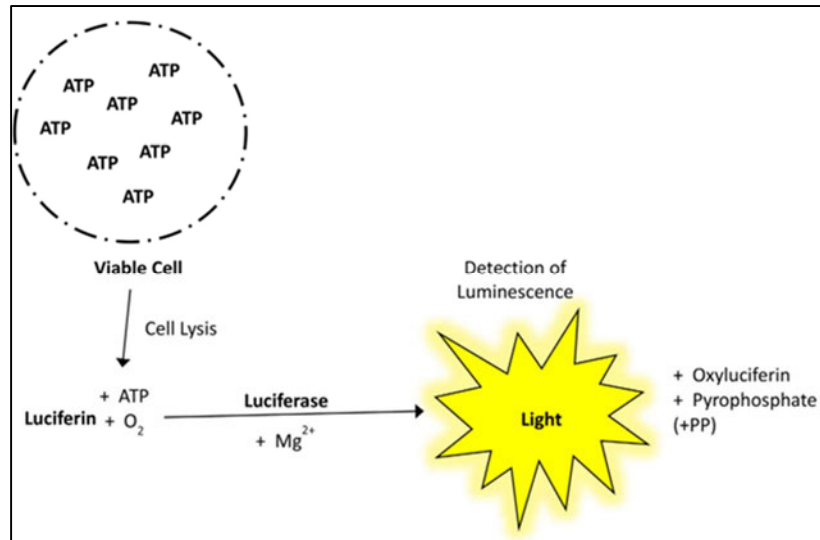 ATP
ATP
ATP
ATP
ATP
ATP
ATP
ATP
Viable Cell
Cell Lysis
Detection of
Luminescence
+ ATP
Luciferin + O₂
Luciferase
+ Mg²⁺
Light
+ Oxyluciferin
+ Pyrophosphate
(+PP)